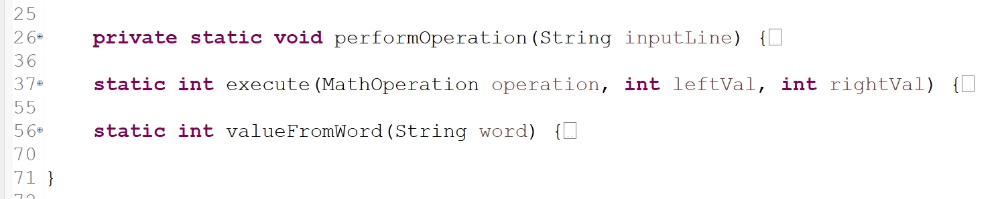 25
26 private static void performOperation(String inputLine) {
36
37 static int execute(MathOperation operation, int leftVal, int rightVal) {
55
56 static int valueFromWord(String word) {
70
71 }